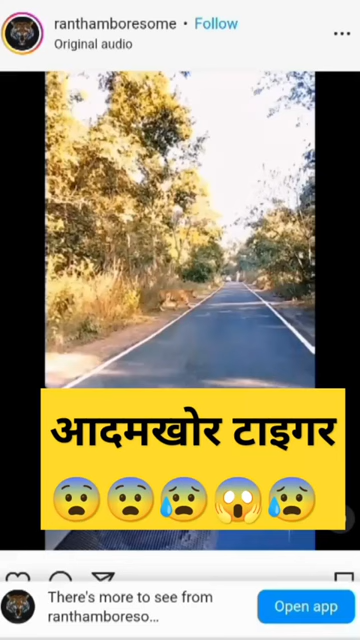 ranthamboresome • Follow
Original audio
आदमखोर टाइगर
There's more to see from
ranthamboreso...
Open app